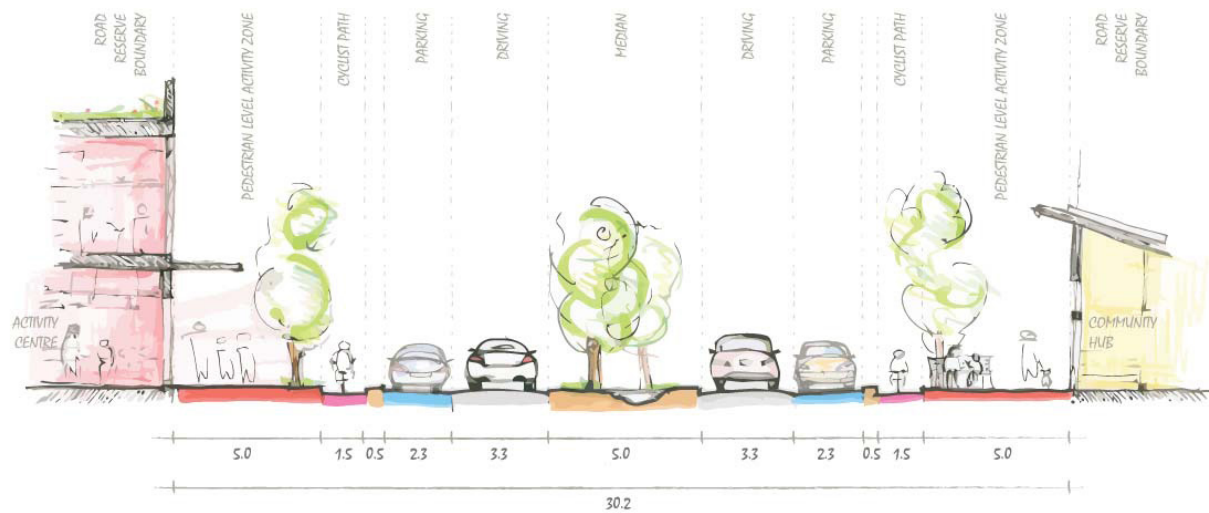 ROAD
RESERVE
BOUNDARY
PEDESTRIAN LEVEL ACTIVITY ZONE
CYCLIST PATH
PARKING
DRIVING
MEDIAN
DRIVING
PARKING
CYCLIST PATH
PEDESTRIAN LEVEL ACTIVITY ZONE
ROAD
RESERVE
BOUNDARY
ACTIVITY
CENTRE
COMMUNITY
HUB
5.0 1.5 0.5 2.3 3.3 5.0 3.3 2.3 0.5 1.5 5.0
30.2